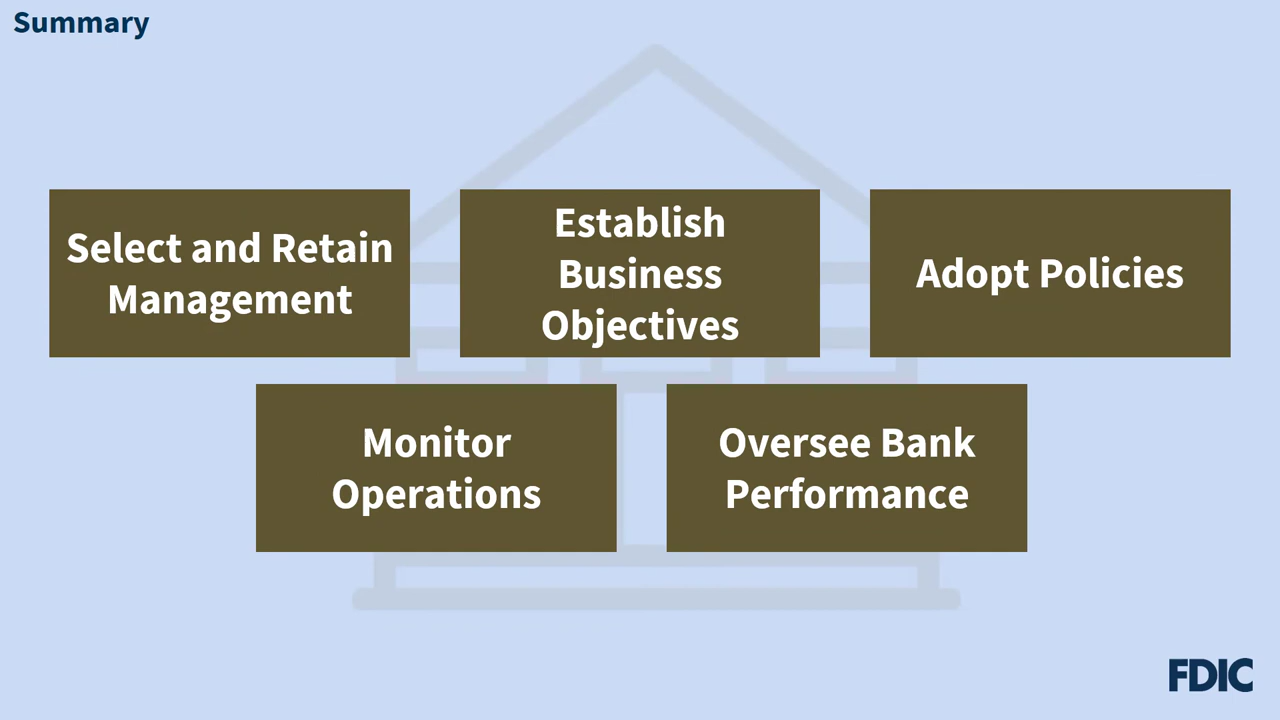 Summary
Select and Retain
Management
Establish
Business
Objectives
Adopt Policies
Monitor
Operations
Oversee Bank
Performance
FDIC